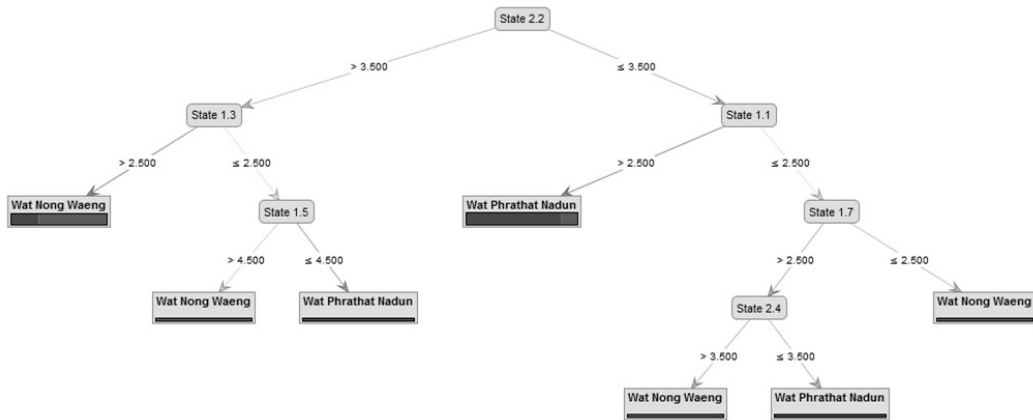 State 2.2
> 3.500
≤ 3.500
State 1.3
State 1.1
> 2.500
≤ 2.500
> 2.500
≤ 2.500
Wat Nong Waeng
State 1.5
Wat Phrathat Nadun
State 1.7
> 4.500
≤ 4.500
> 2.500
≤ 2.500
Wat Nong Waeng
Wat Phrathat Nadun
State 2.4
Wat Nong Waeng
> 3.500
≤ 3.500
Wat Nong Waeng
Wat Phrathat Nadun